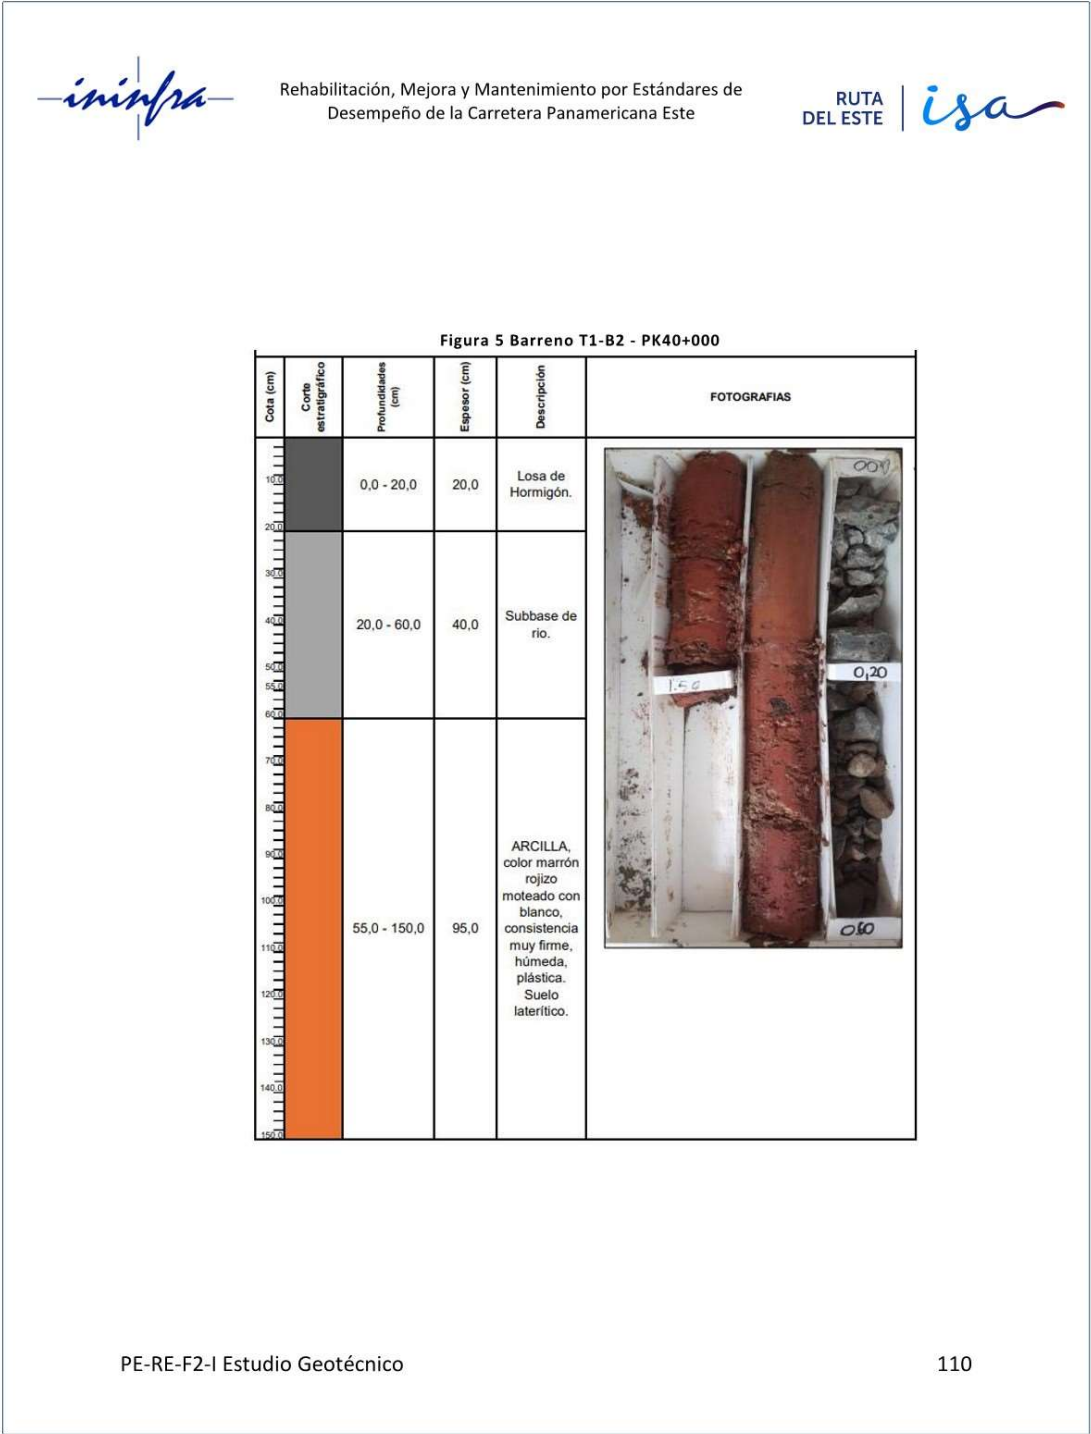 ininfra
Rehabilitación, Mejora y Mantenimiento por Estándares de
Desempeño de la Carretera Panamericana Este
RUTA
DEL ESTE
isa
Figura 5 Barreno T1-B2 - PK40+000
Cota (cm)
Corte
estratigráfico
Profundidades
(cm)
Espesor (cm)
Descripción
FOTOGRAFIAS
10,0
20,0
0,0 - 20,0
20,0
Losa de
Hormigón.
30,0
40,0
50,0
55,0
60,0
20,0 - 60,0
40,0
Subbase de
rio.
70,0
80,0
90,0
100,0
110,0
120,0
130,0
140,0
150,0
55,0 - 150,0
95,0
ARCILLA,
color marrón
rojizo
moteado con
blanco,
consistencia
muy firme,
húmeda,
plástica.
Suelo
laterítico.
0,20
1.50
0.60
PE-RE-F2-I Estudio Geotécnico
110